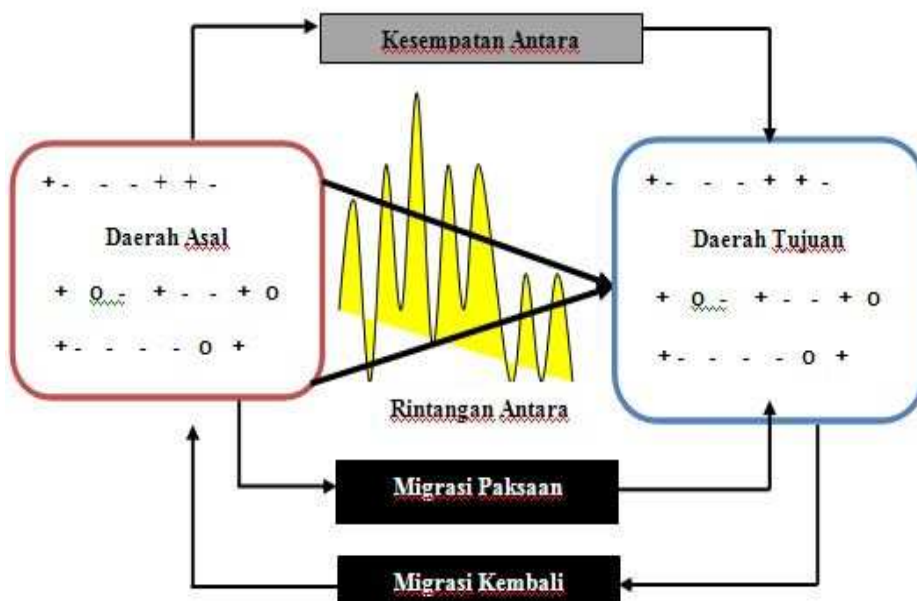 Kesempatan Antara
+ - - - + + -
Daerah Asal
+ O - + - - + O
+ - - - - O +
+ - - - + + -
Daerah Tujuan
+ O - + - - + O
+ - - - - O +
Rintangan Antara
Migrasi Paksaan
Migrasi Kembali